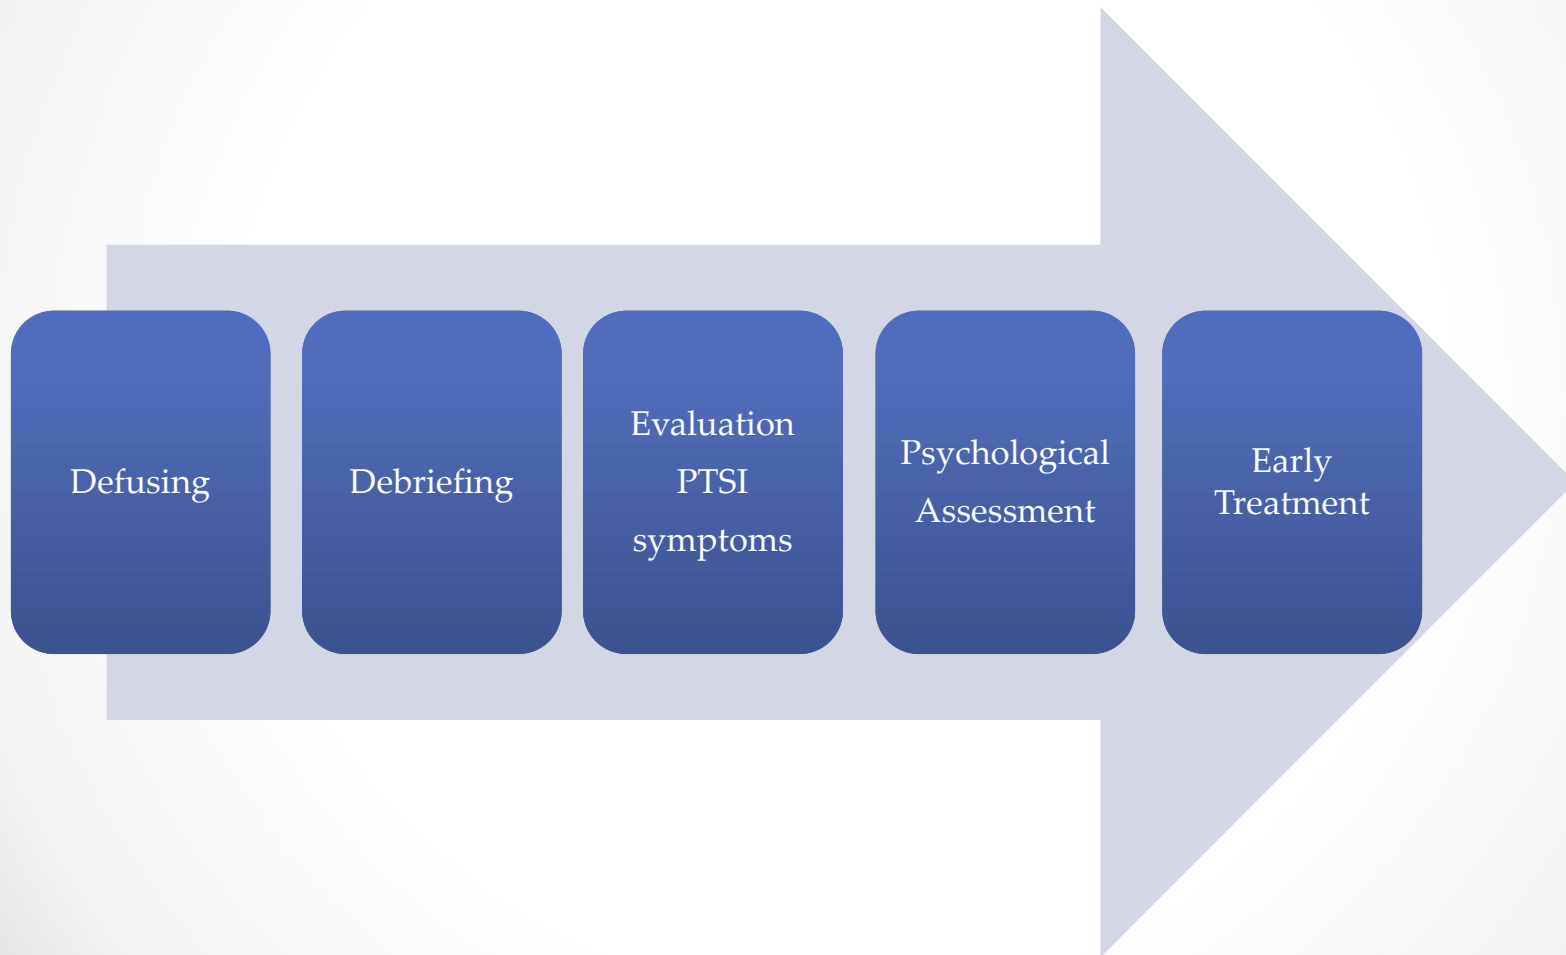 Defusing
Debriefing
Evaluation
PTSI
symptoms
Psychological
Assessment
Early
Treatment